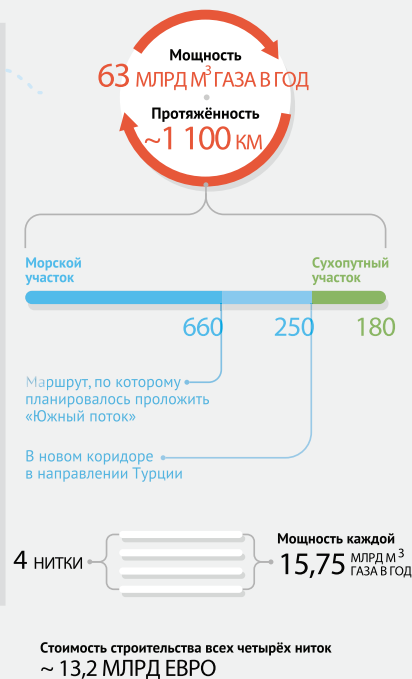 Мощность
63 МЛРД М³ ГАЗА В ГОД
Протяжённость
~1 100 КМ
Морской
участок
Сухопутный
участок
660
250
180
Маршрут, по которому
планировалось проложить
«Южный поток»
В новом коридоре
в направлении Турции
4 НИТКИ
Мощность каждой
15,75 МЛРД М³
ГАЗА В ГОД
Стоимость строительства всех четырёх ниток
~ 13,2 МЛРД ЕВРО